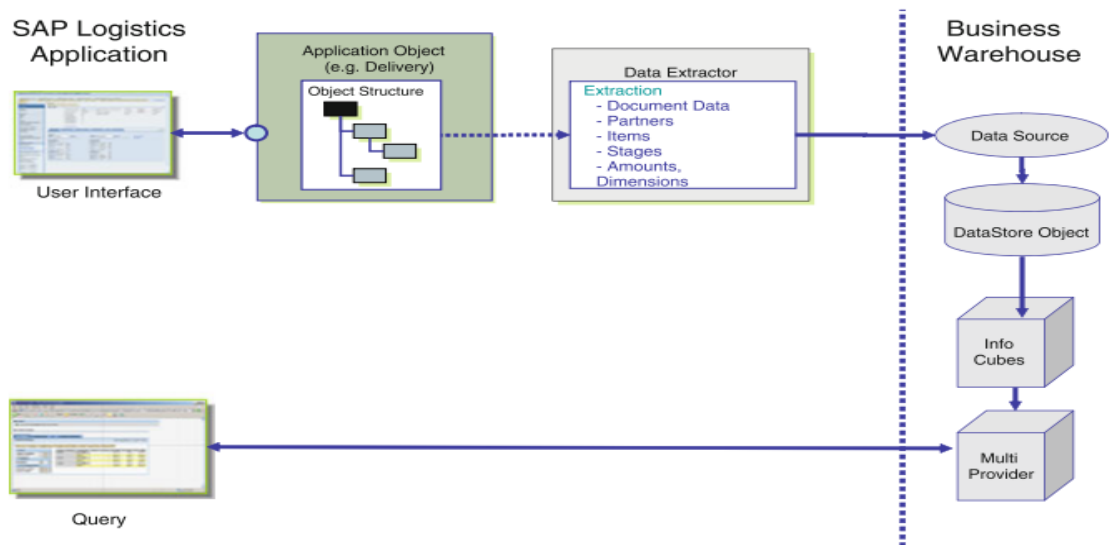 SAP Logistics
Application
Business
Warehouse
Application Object
(e.g. Delivery)
Object Structure
Data Extractor
Extraction
- Document Data
- Partners
- Items
- Stages
- Amounts,
Dimensions
User Interface
Data Source
DataStore Object
Info
Cubes
Multi
Provider
Query